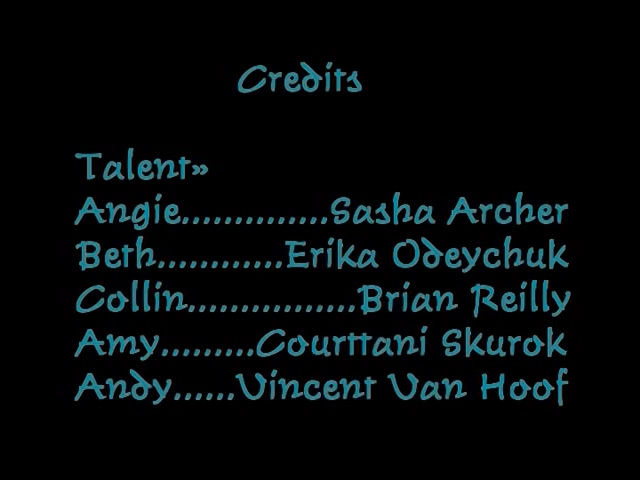 Credits
Talent»
Angie..............Sasha Archer
Beth............Erika Odeychuk
Collin................Brian Reilly
Amy.........Courttani Skurok
Andy......Vincent Van Hoof